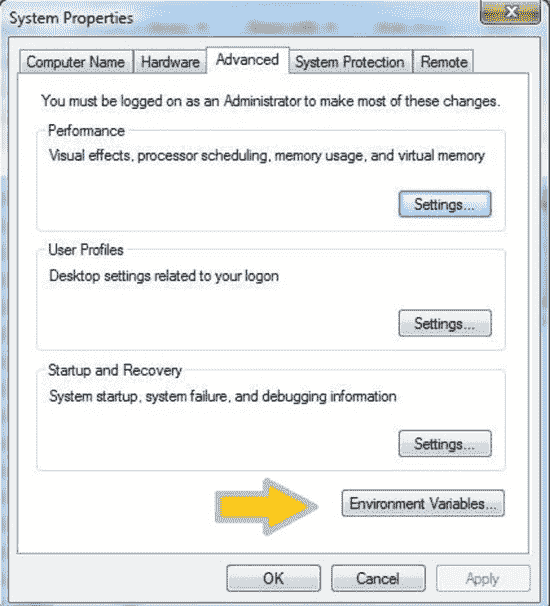 System Properties
Computer Name Hardware Advanced System Protection Remote
You must be logged on as an Administrator to make most of these changes.
Performance
Visual effects, processor scheduling, memory usage, and virtual memory
Settings...
User Profiles
Desktop settings related to your logon
Settings...
Startup and Recovery
System startup, system failure, and debugging information
Settings...
Environment Variables...
OK Cancel Apply